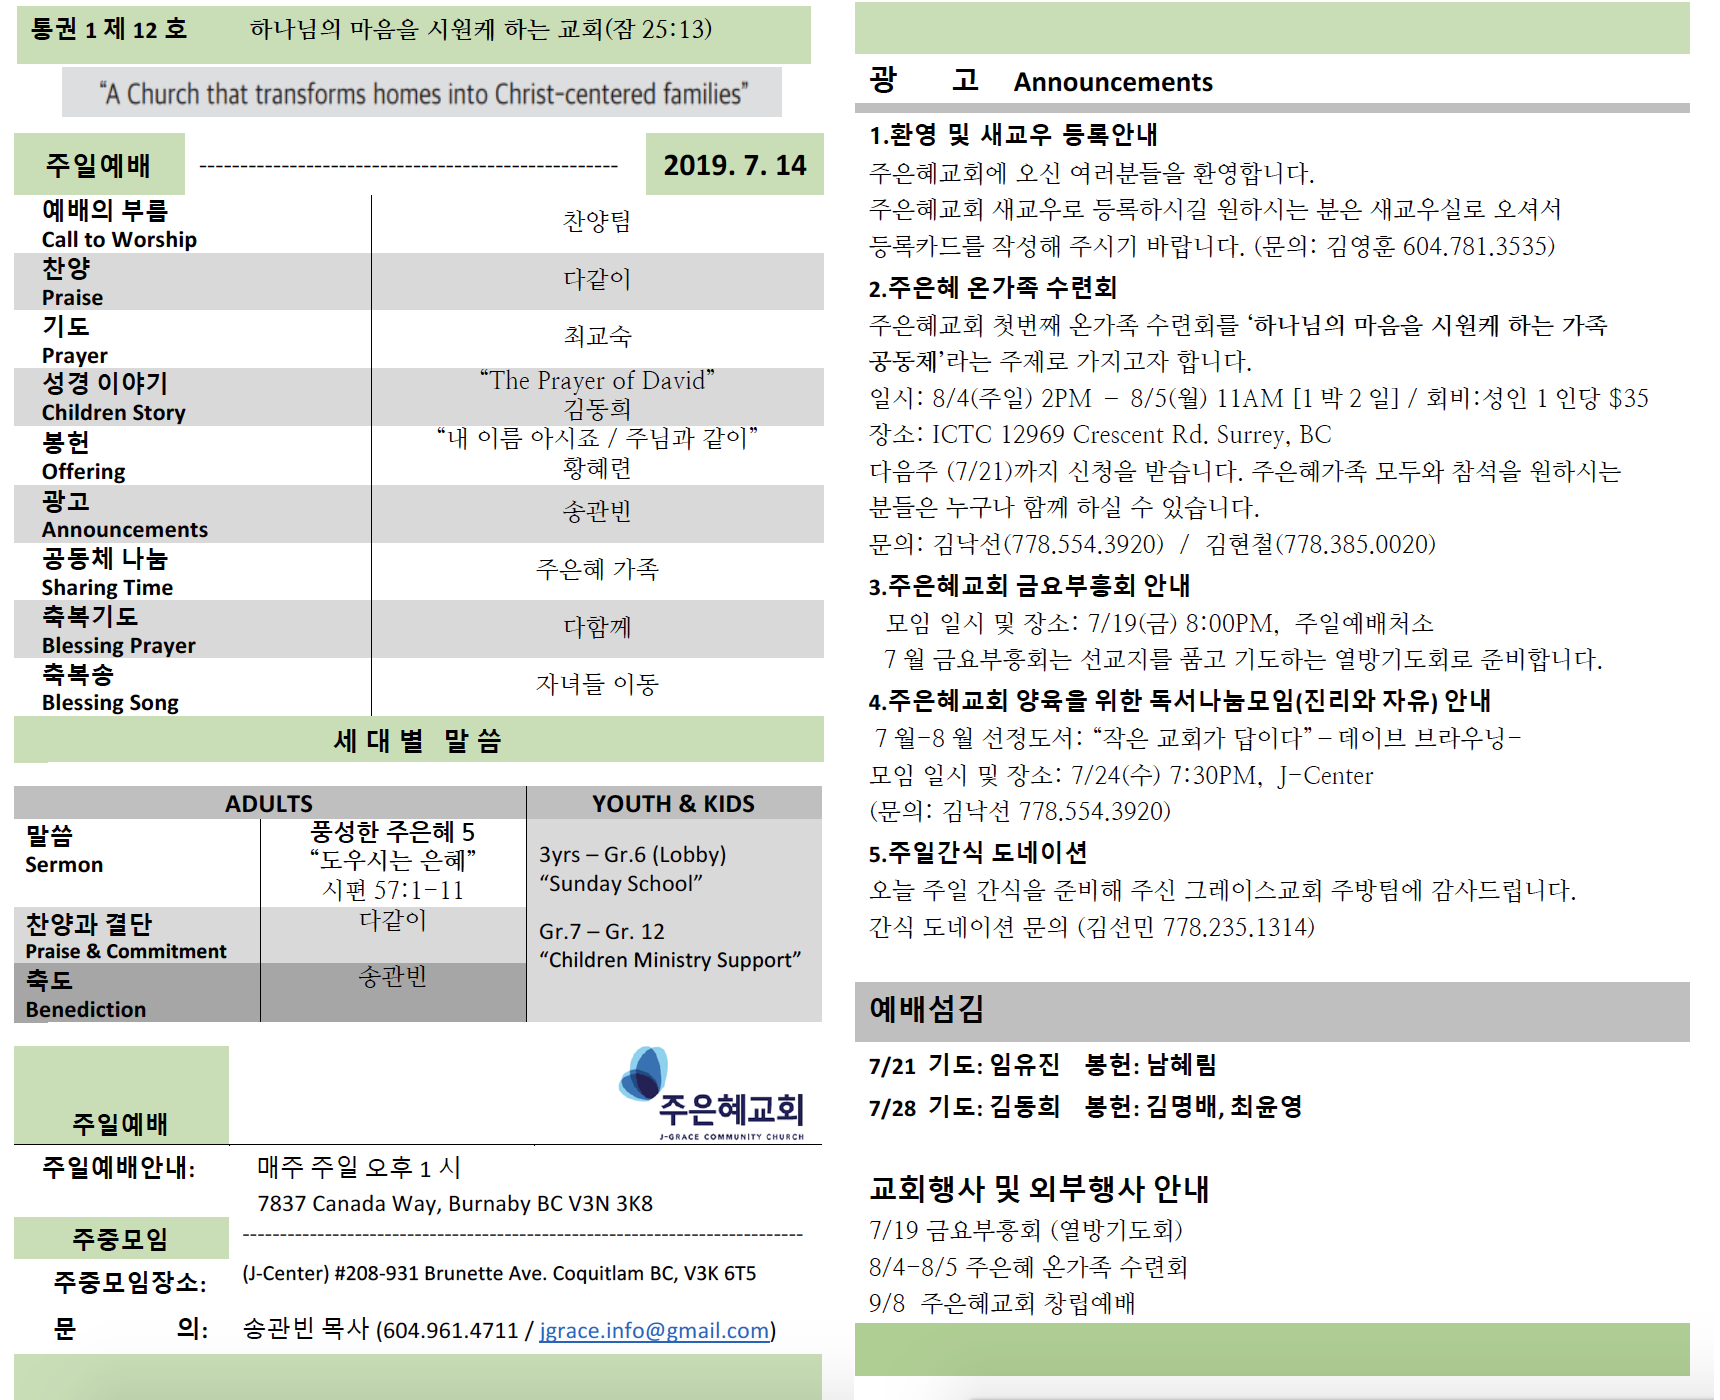 통권 1 제 12 호 하나님의 마음을 시원케 하는 교회(잠 25:13)
“A Church that transforms homes into Christ-centered families”
주일예배 --------------------------------------------------- 2019. 7. 14
예배의 부름
Call to Worship
찬양팀
찬양
Praise
다같이
기도
Prayer
최교숙
성경 이야기
Children Story
“The Prayer of David”
김동희
봉헌
Offering
“내 이름 아시죠 / 주님과 같이”
황혜련
광고
Announcements
송관빈
공동체 나눔
Sharing Time
주은혜 가족
축복기도
Blessing Prayer
다함께
축복송
Blessing Song
자녀들 이동
세대별 말씀
ADULTS
YOUTH & KIDS
말씀
Sermon
풍성한 주은혜 5
“도우시는 은혜”
시편 57:1-11
찬양과 결단
Praise & Commitment
다같이
축도
Benediction
송관빈
3yrs – Gr.6 (Lobby)
“Sunday School”
Gr.7 – Gr. 12
“Children Ministry Support”
주일예배
주은혜교회
J-GRACE COMMUNITY CHURCH
주일예배안내: 매주 주일 오후 1 시
7837 Canada Way, Burnaby BC V3N 3K8
주중모임 ---------------------------------------------------------------------------
주중모임장소: (J-Center) #208-931 Brunette Ave. Coquitlam BC, V3K 6T5
문 의: 송관빈 목사 (604.961.4711 / jgrace.info@gmail.com)
광 고 Announcements
1.환영 및 새교우 등록안내
주은혜교회에 오신 여러분들을 환영합니다.
주은혜교회 새교우로 등록하시길 원하시는 분은 새교우실로 오셔서
등록카드를 작성해 주시기 바랍니다. (문의: 김영훈 604.781.3535)
2.주은혜 온가족 수련회
주은혜교회 첫번째 온가족 수련회를 ‘하나님의 마음을 시원케 하는 가족
공동체’라는 주제로 가지고자 합니다.
일시: 8/4(주일) 2PM – 8/5(월) 11AM [1 박 2 일] / 회비:성인 1 인당 $35
장소: ICTC 12969 Crescent Rd. Surrey, BC
다음주 (7/21)까지 신청을 받습니다. 주은혜가족 모두와 참석을 원하시는
분들은 누구나 함께 하실 수 있습니다.
문의: 김낙선(778.554.3920) / 김현철(778.385.0020)
3.주은혜교회 금요부흥회 안내
모임 일시 및 장소: 7/19(금) 8:00PM, 주일예배처소
7 월 금요부흥회는 선교지를 품고 기도하는 열방기도회로 준비합니다.
4.주은혜교회 양육을 위한 독서나눔모임(진리와 자유) 안내
7 월-8 월 선정도서: “작은 교회가 답이다” – 데이브 브라우닝-
모임 일시 및 장소: 7/24(수) 7:30PM, J-Center
(문의: 김낙선 778.554.3920)
5.주일간식 도네이션
오늘 주일 간식을 준비해 주신 그레이스교회 주방팀에 감사드립니다.
간식 도네이션 문의 (김선민 778.235.1314)
예배섬김
7/21 기도: 임유진 봉헌: 남혜림
7/28 기도: 김동희 봉헌: 김명배, 최윤영
교회행사 및 외부행사 안내
7/19 금요부흥회 (열방기도회)
8/4-8/5 주은혜 온가족 수련회
9/8 주은혜교회 창립예배